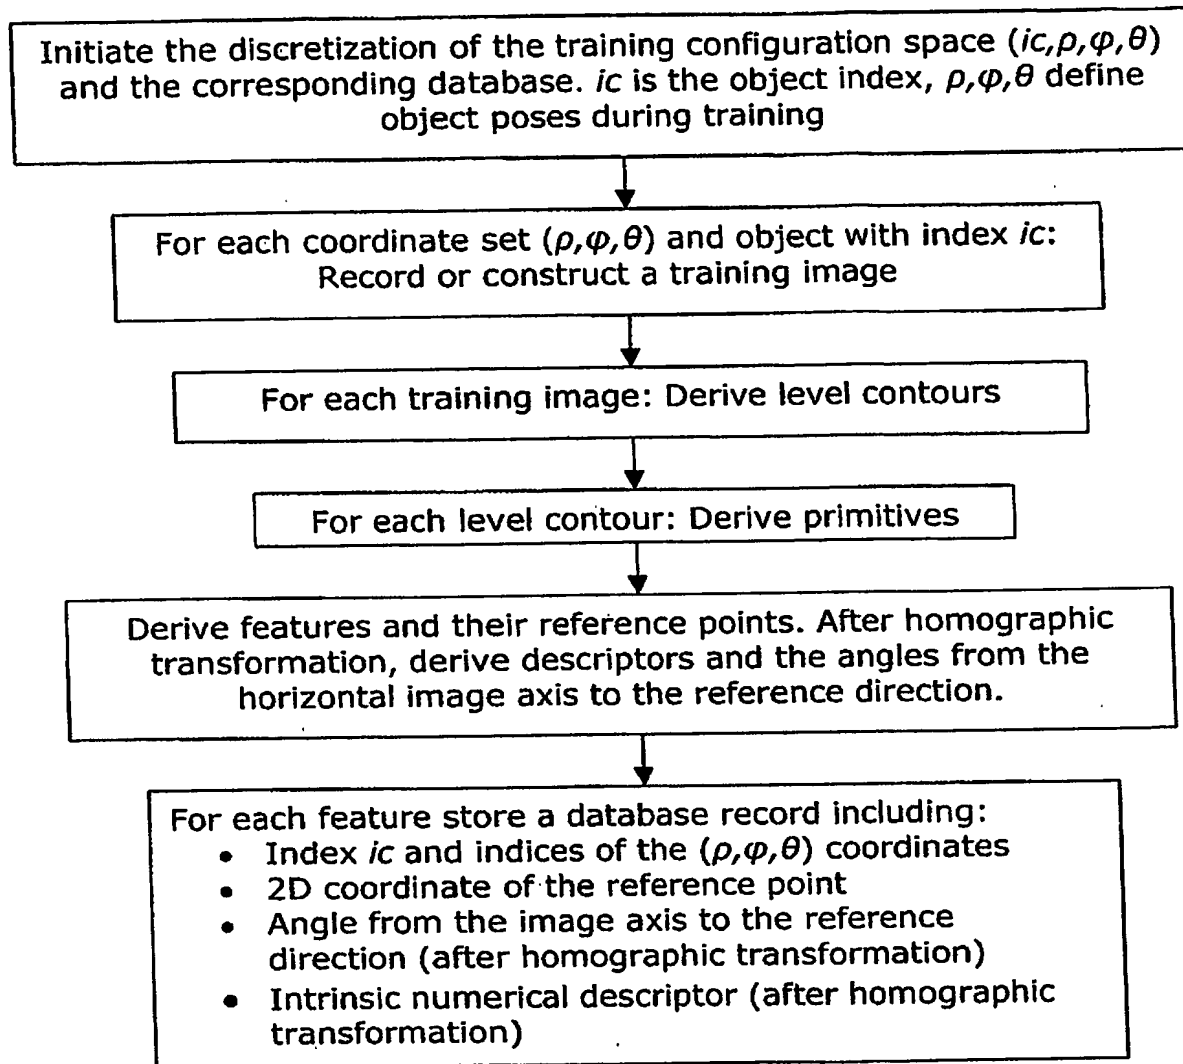 Initiate the discretization of the training configuration space (ic,ρ,φ,θ)
and the corresponding database. ic is the object index, ρ,φ,θ define
object poses during training
For each coordinate set (ρ,φ,θ) and object with index ic:
Record or construct a training image
For each training image: Derive level contours
For each level contour: Derive primitives
Derive features and their reference points. After homographic
transformation, derive descriptors and the angles from the
horizontal image axis to the reference direction.
For each feature store a database record including:
• Index ic and indices of the (ρ,φ,θ) coordinates
• 2D coordinate of the reference point
• Angle from the image axis to the reference
direction (after homographic transformation)
• Intrinsic numerical descriptor (after homographic
transformation)